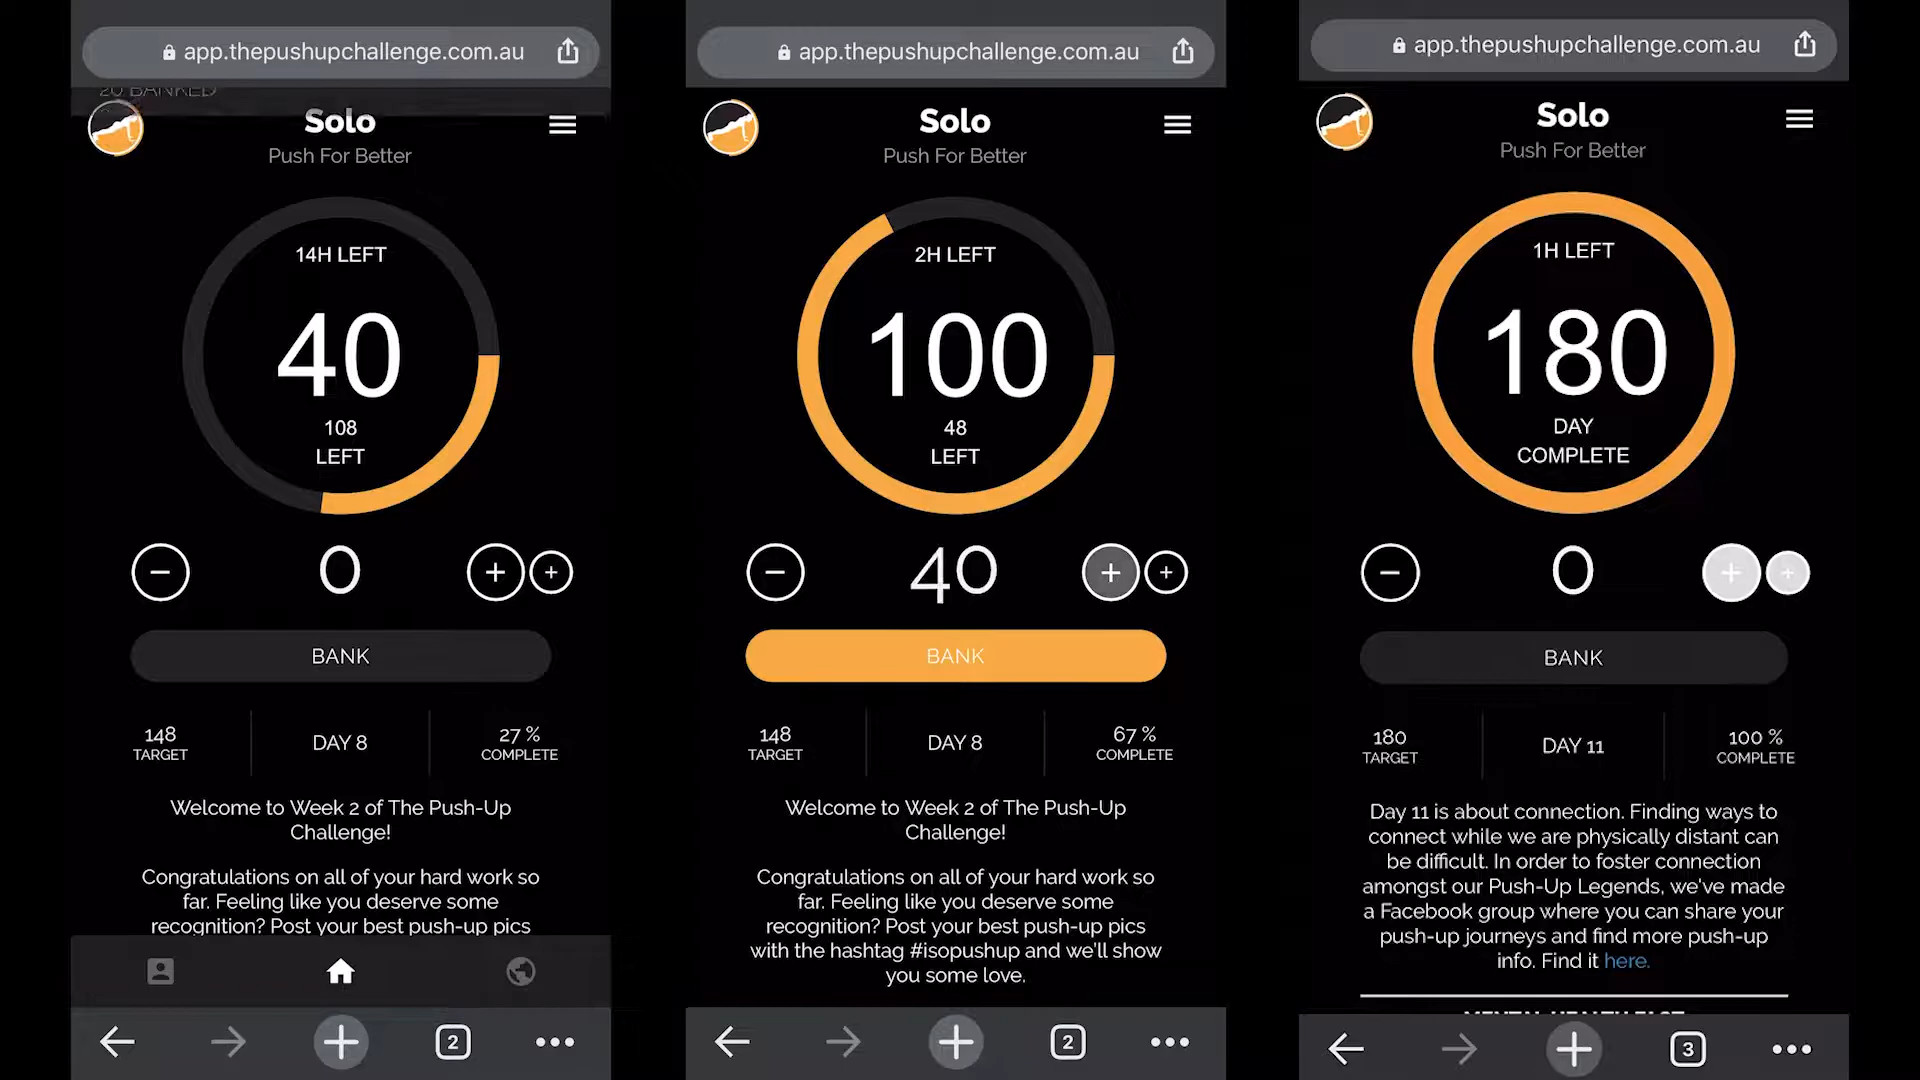 app.thepushupchallenge.com.au
20 BANKED
Solo
Push For Better
14H LEFT
40
108
LEFT
0
BANK
148
TARGET
DAY 8
27 %
COMPLETE
Welcome to Week 2 of The Push-Up
Challenge!
Congratulations on all of your hard work so
far. Feeling like you deserve some
recognition? Post your best push-up pics
2
app.thepushupchallenge.com.au
Solo
Push For Better
2H LEFT
100
48
LEFT
40
BANK
148
TARGET
DAY 8
67 %
COMPLETE
Welcome to Week 2 of The Push-Up
Challenge!
Congratulations on all of your hard work so
far. Feeling like you deserve some
recognition? Post your best push-up pics
with the hashtag #isopushup and we'll show
you some love.
2
app.thepushupchallenge.com.au
Solo
Push For Better
1H LEFT
180
DAY
COMPLETE
0
BANK
180
TARGET
DAY 11
100 %
COMPLETE
Day 11 is about connection. Finding ways to
connect while we are physically distant can
be difficult. In order to foster connection
amongst our Push-Up Legends, we've made
a Facebook group where you can share your
push-up journeys and find more push-up
info. Find it here.
MENTAL HEALTH FACT
3